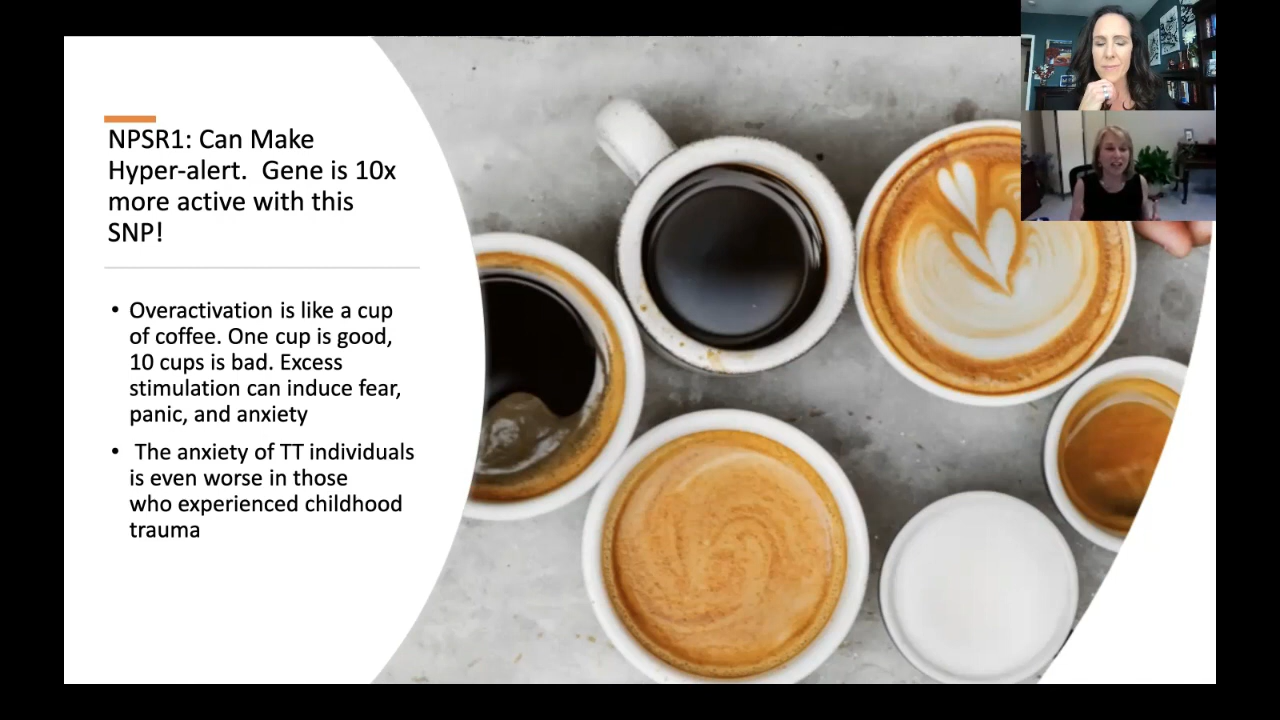 NPSR1: Can Make
Hyper-alert.  Gene is 10x
more active with this
SNP!
• Overactivation is like a cup
of coffee. One cup is good,
10 cups is bad. Excess
stimulation can induce fear,
panic, and anxiety
•  The anxiety of TT individuals
is even worse in those
who experienced childhood
trauma